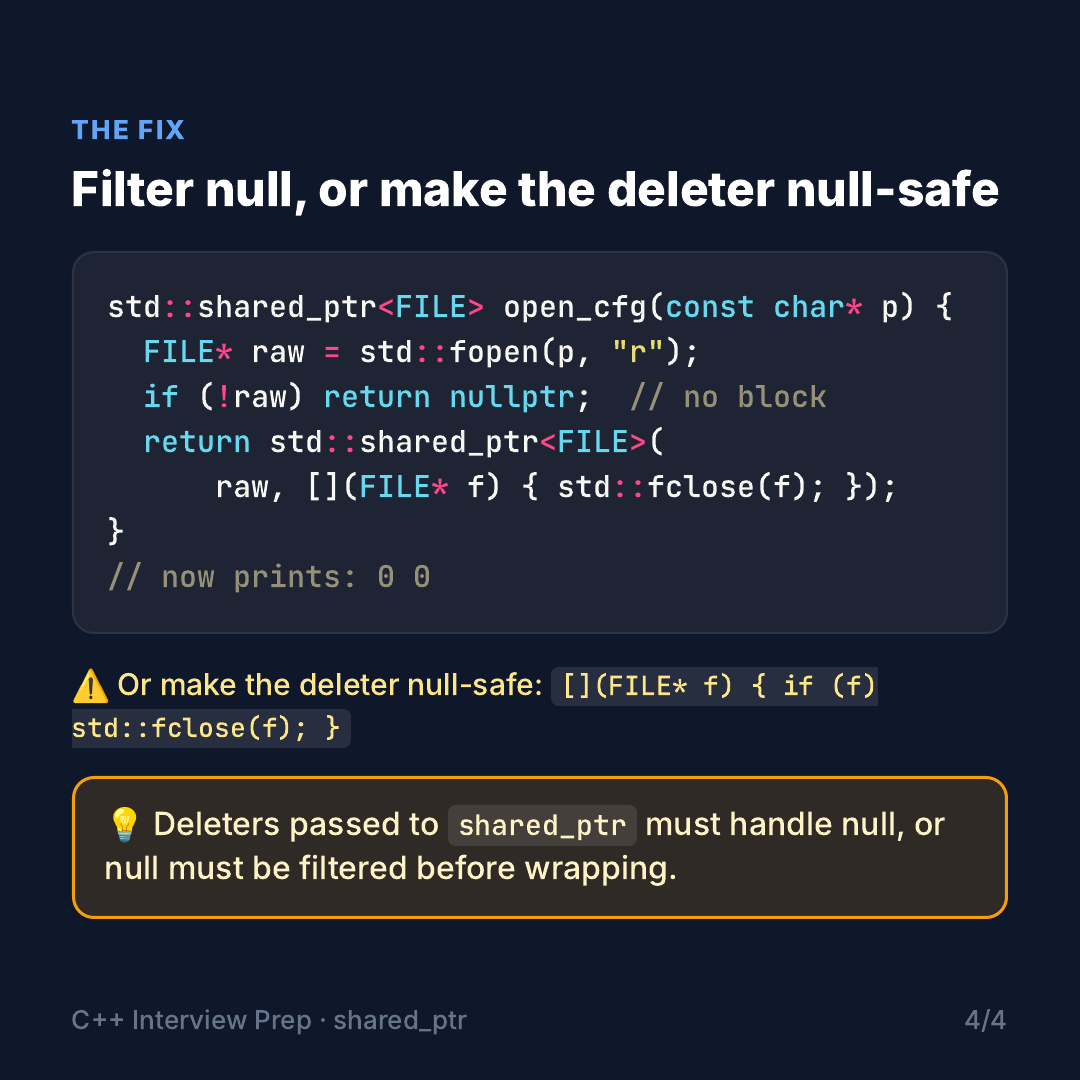 THE FIX
Filter null, or make the deleter null-safe
std::shared_ptr<FILE> open_cfg(const char* p) {
  FILE* raw = std::fopen(p, "r");
  if (!raw) return nullptr;  // no block
  return std::shared_ptr<FILE>(
      raw, [](FILE* f) { std::fclose(f); });
}
// now prints: 0 0
⚠️ Or make the deleter null-safe: [](FILE* f) { if (f)
std::fclose(f); }
💡 Deleters passed to shared_ptr must handle null, or
null must be filtered before wrapping.
C++ Interview Prep · shared_ptr
4/4